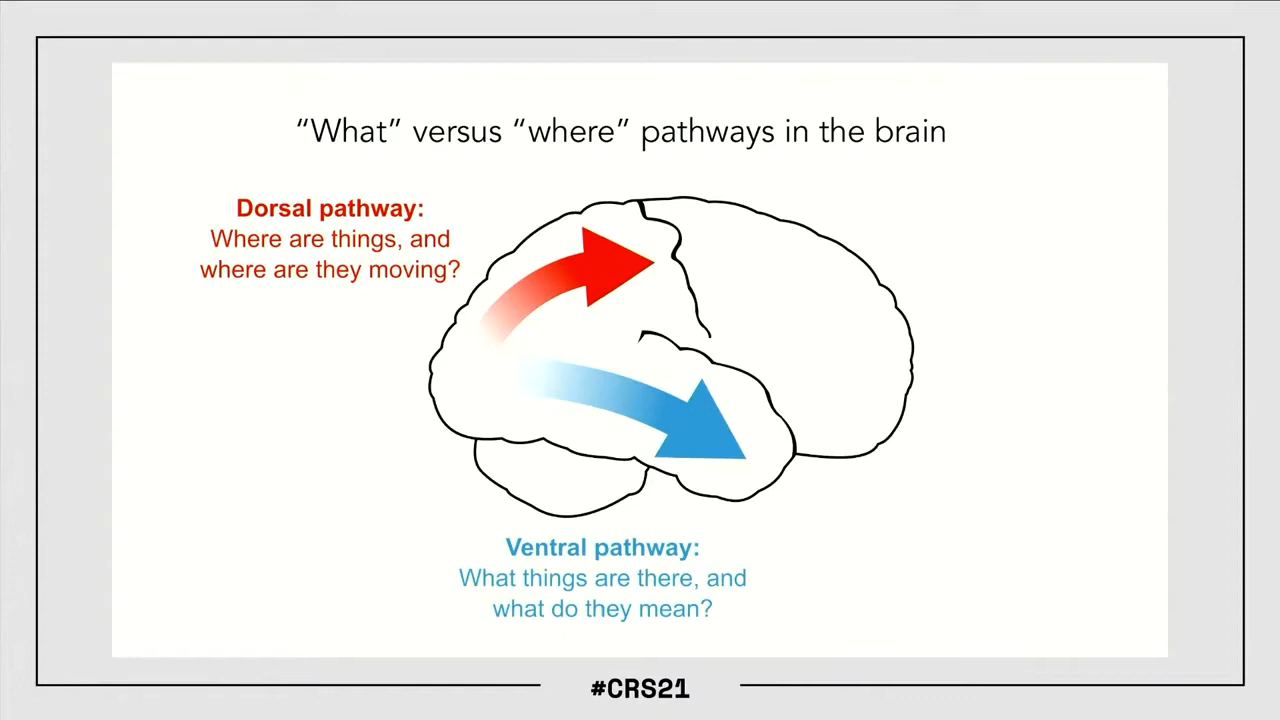 “What” versus “where” pathways in the brain
Dorsal pathway:
Where are things, and
where are they moving?
Ventral pathway:
What things are there, and
what do they mean?
#CRS21